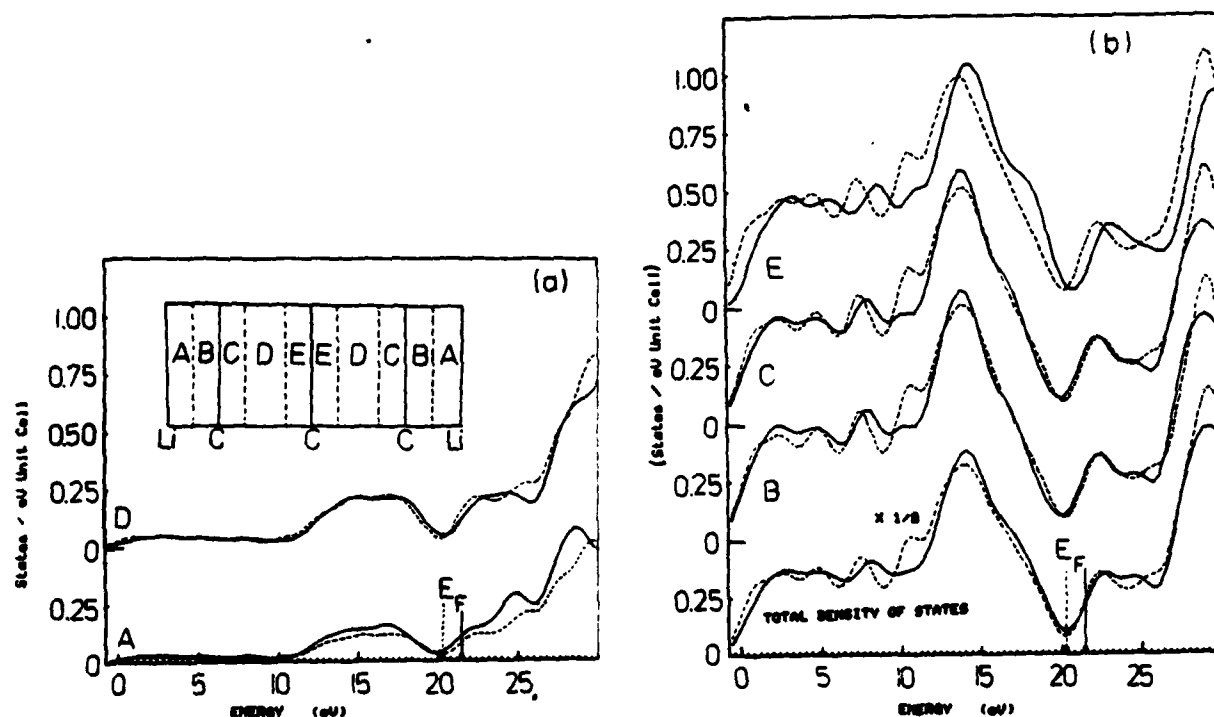 (a)
1.00
0.75
0.50
0.25
0
0.25
0
States / eV Unit Cell
A B C D E E D C B A
Li C C C Li
D
A
E F
0 5 10 15 20 25
ENERGY (eV)
(b)
1.00
0.75
0.50
0.25
0
0.25
0
0.25
0
0.25
0
(States / eV Unit Cell)
E
C
B
X 1/8
E F
TOTAL DENSITY OF STATES
0 5 10 15 20 25
ENERGY (eV)